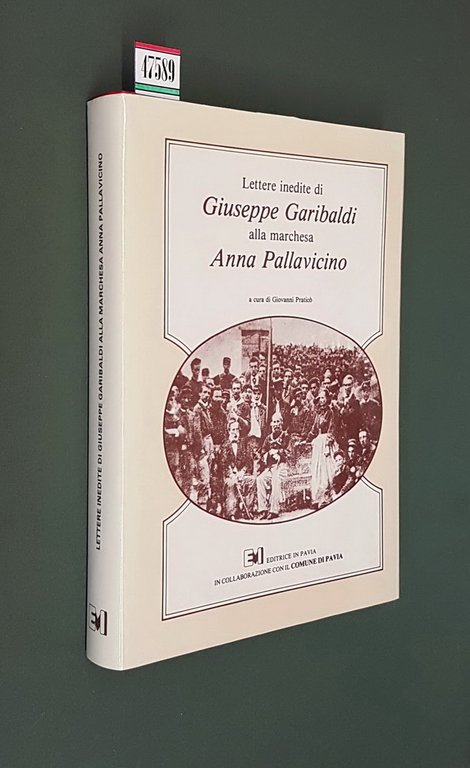 47589
Lettere inedite di
Giuseppe Garibaldi
alla marchesa
Anna Pallavicino
a cura di Giovanni Praticò
EDITRICE IN PAVIA
IN COLLABORAZIONE CON IL COMUNE DI PAVIA
LETTERE INEDITE DI GIUSEPPE GARIBALDI ALLA MARCHESA ANNA PALLAVICINO